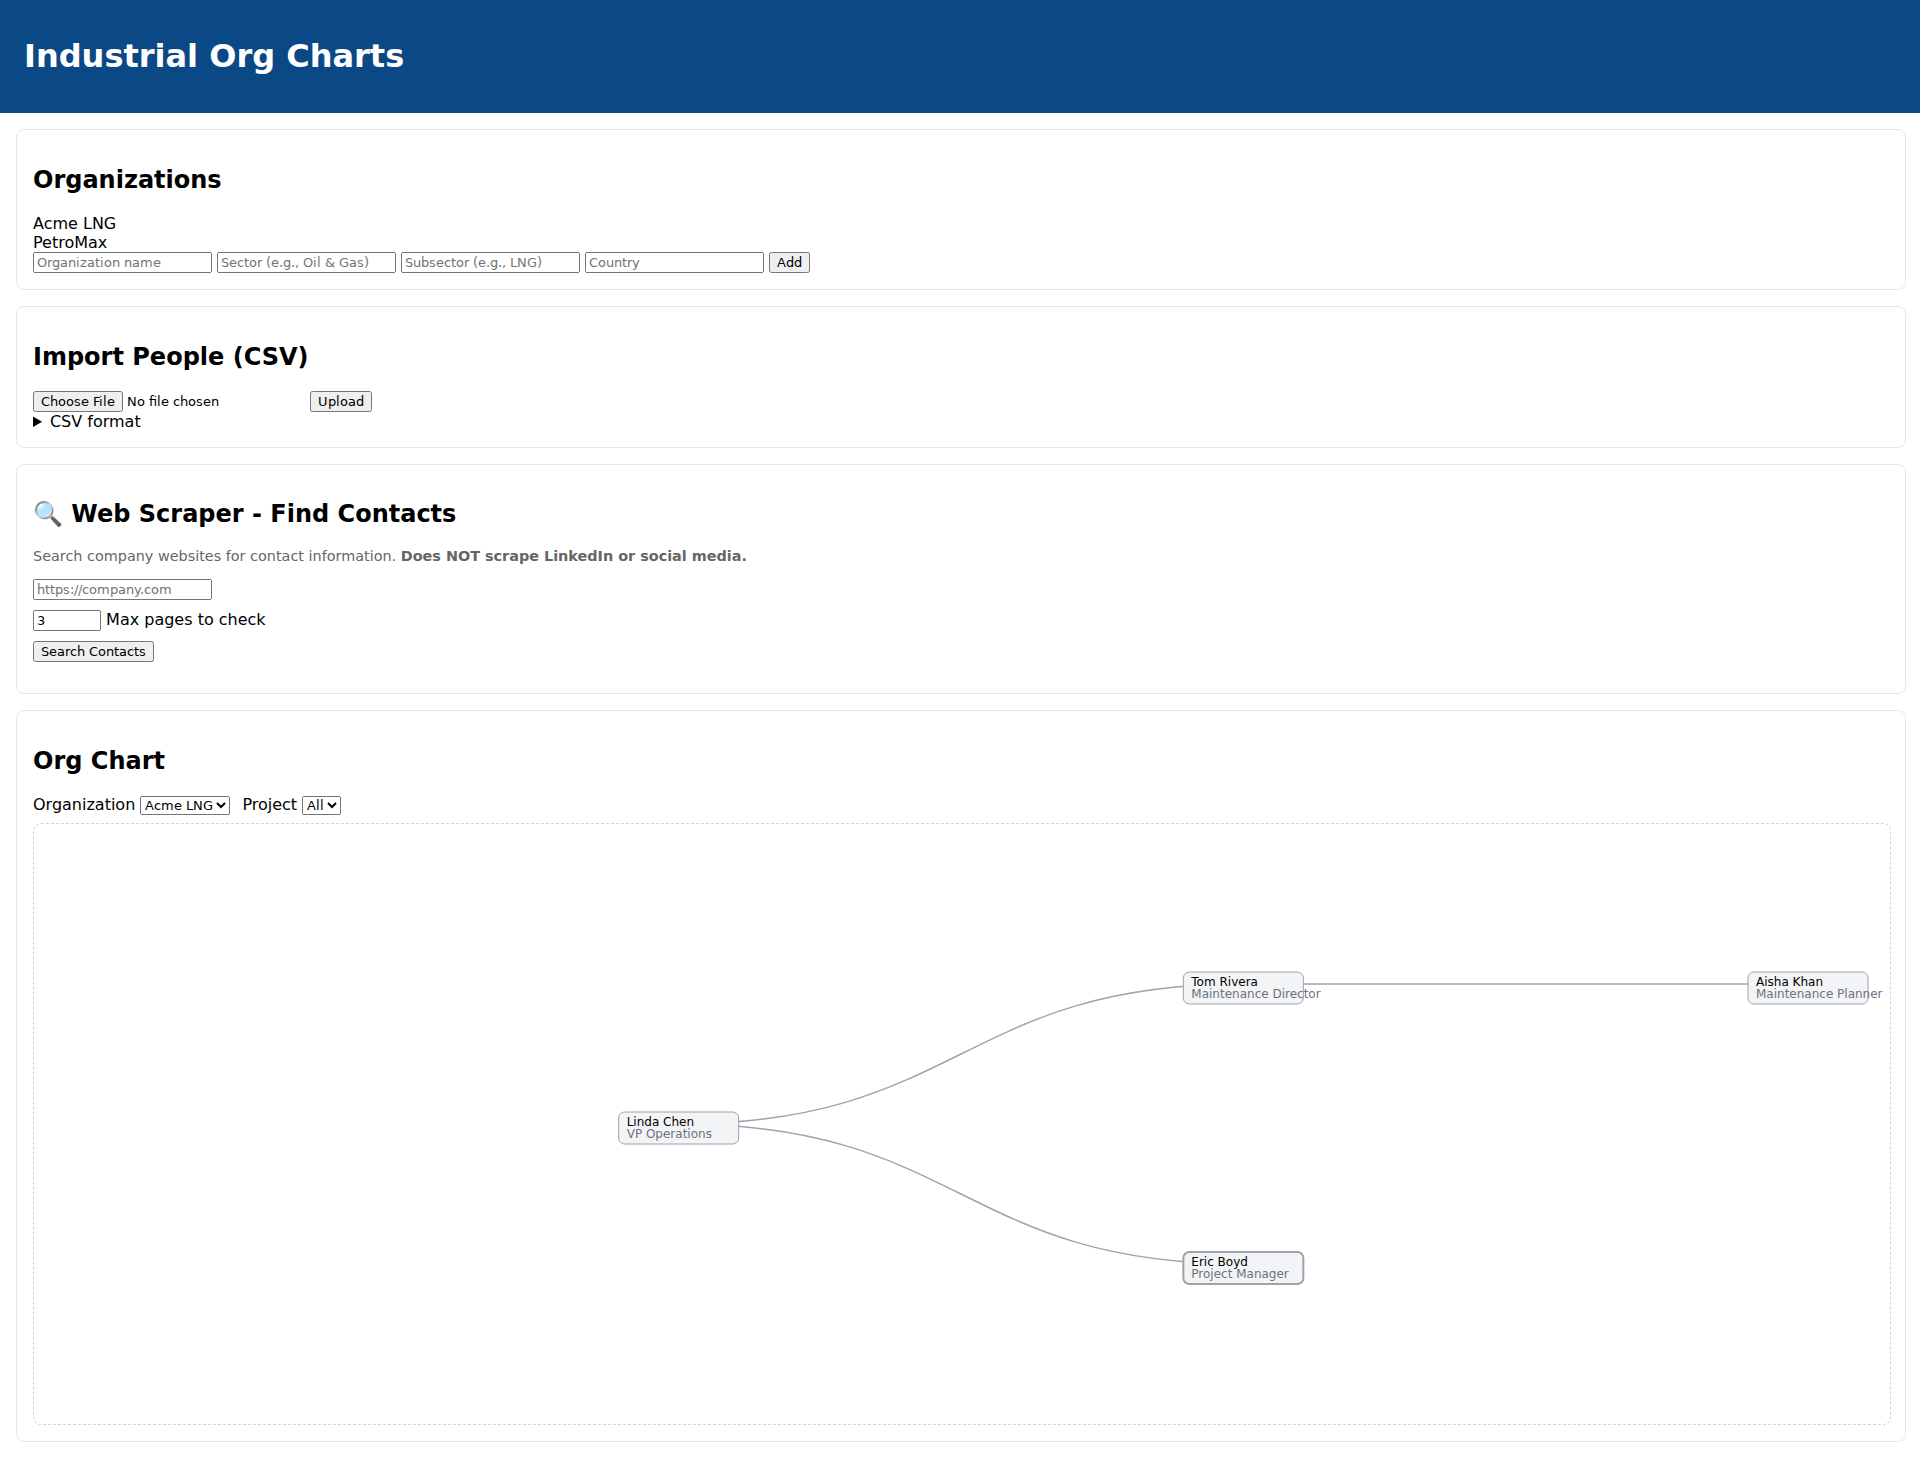 Industrial Org Charts
Organizations
Acme LNG
PetroMax
Organization name Sector (e.g., Oil & Gas) Subsector (e.g., LNG) Country Add
Import People (CSV)
Choose File No file chosen Upload
CSV format
Web Scraper - Find Contacts
Search company websites for contact information. Does NOT scrape LinkedIn or social media.
https://company.com
3 Max pages to check
Search Contacts
Org Chart
Organization Acme LNG Project All
Tom Rivera
Maintenance Director
Aisha Khan
Maintenance Planner
Linda Chen
VP Operations
Eric Boyd
Project Manager